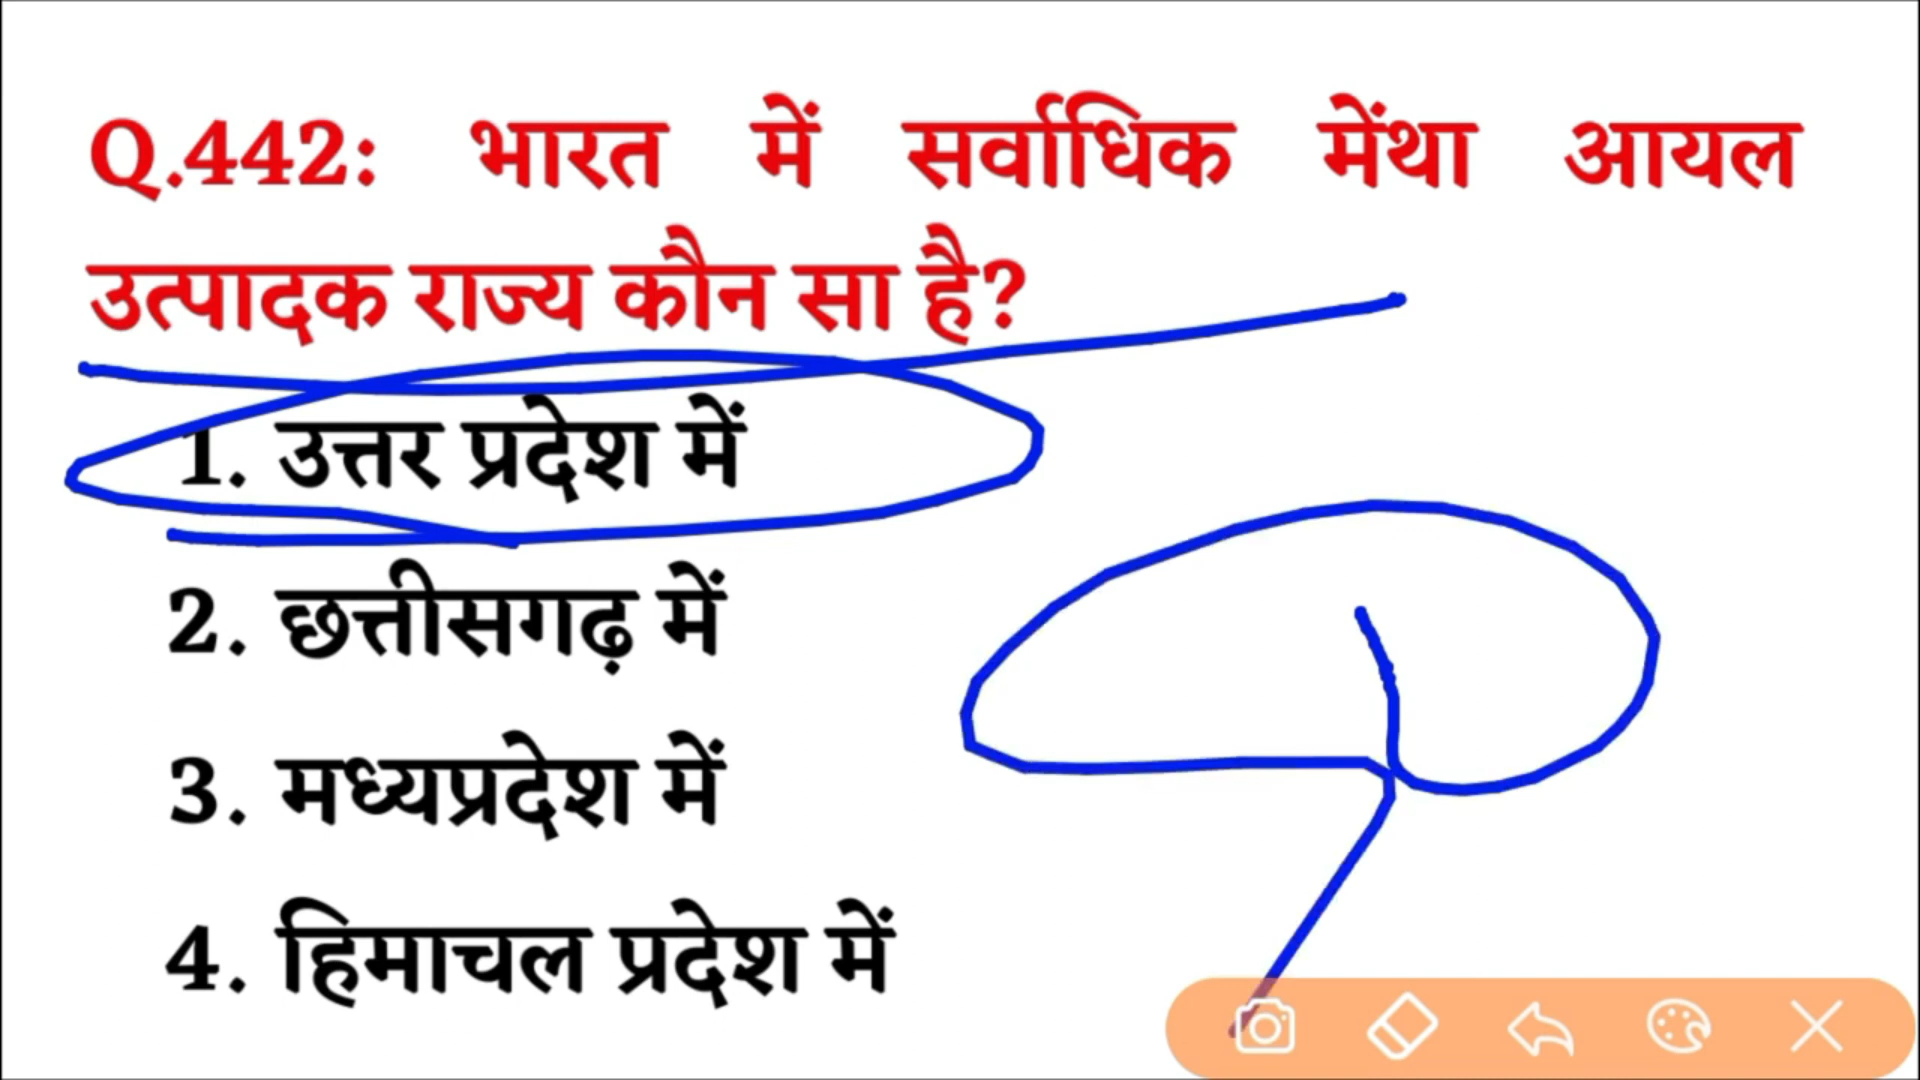 Q.442: भारत में सर्वाधिक मेंथा आयल
उत्पादक राज्य कौन सा है?
1. उत्तर प्रदेश में
2. छत्तीसगढ़ में
3. मध्यप्रदेश में
4. हिमाचल प्रदेश में